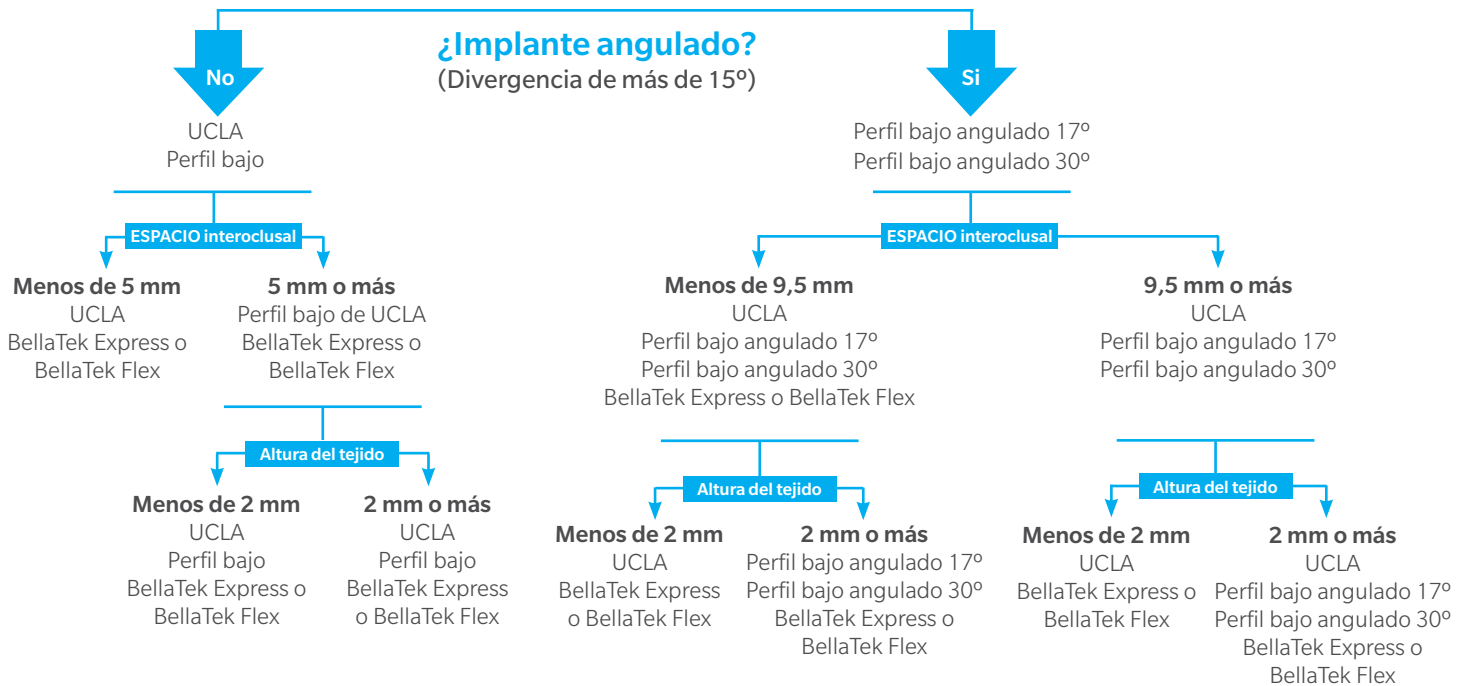 ¿Implante angulado?
(Divergencia de más de 15º)
No
Si
UCLA
Perfil bajo
Perfil bajo angulado 17º
Perfil bajo angulado 30º
ESPACIO interoclusal
ESPACIO interoclusal
Menos de 5 mm
UCLA
BellaTek Express o
BellaTek Flex
5 mm o más
Perfil bajo de UCLA
BellaTek Express o
BellaTek Flex
Menos de 9,5 mm
UCLA
Perfil bajo angulado 17º
Perfil bajo angulado 30º
BellaTek Express o BellaTek Flex
9,5 mm o más
UCLA
Perfil bajo angulado 17º
Perfil bajo angulado 30º
Altura del tejido
Altura del tejido
Altura del tejido
Menos de 2 mm
UCLA
Perfil bajo
BellaTek Express o
BellaTek Flex
2 mm o más
UCLA
Perfil bajo
BellaTek Express
o BellaTek Flex
Menos de 2 mm
UCLA
BellaTek Express
o BellaTek Flex
2 mm o más
Perfil bajo angulado 17º
Perfil bajo angulado 30º
BellaTek Express o
BellaTek Flex
Menos de 2 mm
UCLA
BellaTek Express o
BellaTek Flex
2 mm o más
UCLA
Perfil bajo angulado 17º
Perfil bajo angulado 30º
BellaTek Express o
BellaTek Flex